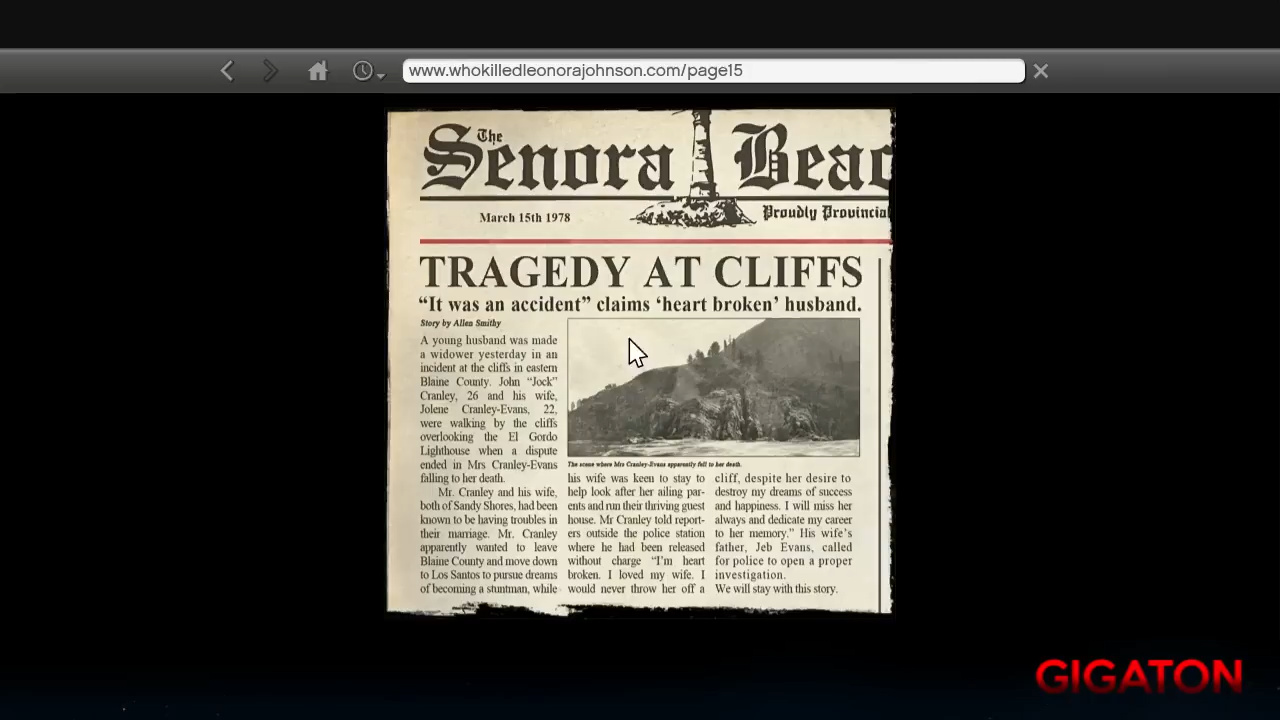 www.whokilledleonorajohnson.com/page15
The
Senora Beac
March 15th 1978
Proudly Provincial
TRAGEDY AT CLIFFS
“It was an accident” claims ‘heart broken’ husband.
Story by Allen Smithy
A young husband was made
a widower yesterday in an
incident at the cliffs in eastern
Blaine County. John “Jock”
Cranley, 26 and his wife,
Jolene Cranley-Evans, 22,
were walking by the cliffs
overlooking the El Gordo
Lighthouse when a dispute
ended in Mrs Cranley-Evans
falling to her death.
Mr. Cranley and his wife,
both of Sandy Shores, had been
known to be having troubles in
their marriage. Mr. Cranley
apparently wanted to leave
Blaine County and move down
to Los Santos to pursue dreams
of becoming a stuntman, while
The scene where Mrs Cranley-Evans apparently fell to her death.
his wife was keen to stay to
help look after her ailing par-
ents and run their thriving guest
house. Mr Cranley told report-
ers outside the police station
where he had been released
without charge “I’m heart
broken. I loved my wife. I
would never throw her off a
cliff, despite her desire to
destroy my dreams of success
and happiness. I will miss her
always and dedicate my career
to her memory.” His wife’s
father, Jeb Evans, called
for police to open a proper
investigation.
We will stay with this story.
GIGATON